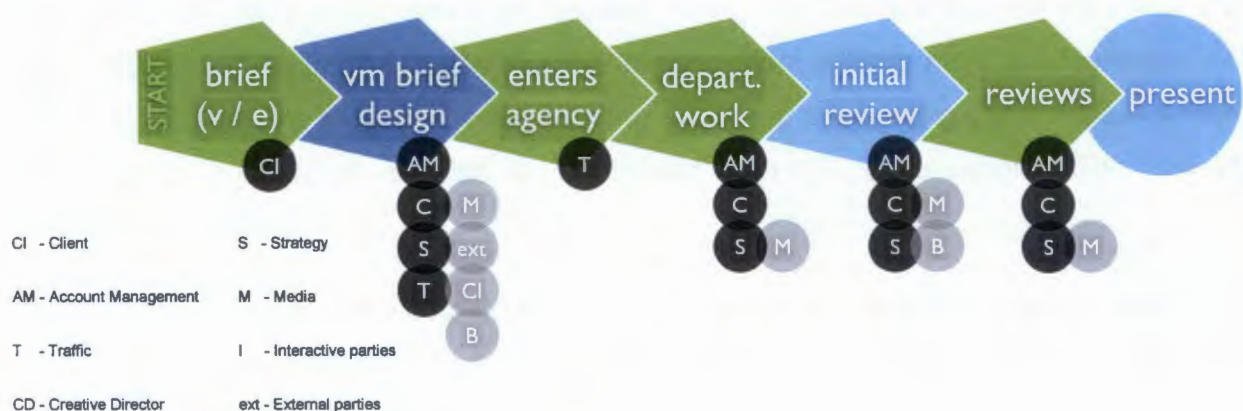 START
brief
(v / e)
vm brief
design
enters
agency
depart.
work
initial
review
reviews
present
CI
AM
C M
S ext
T CI
B
T
AM
C
S M
AM
C M
S B
AM
C
S M
CI - Client
S - Strategy
AM - Account Management
M - Media
T - Traffic
I - Interactive parties
CD - Creative Director
ext - External parties